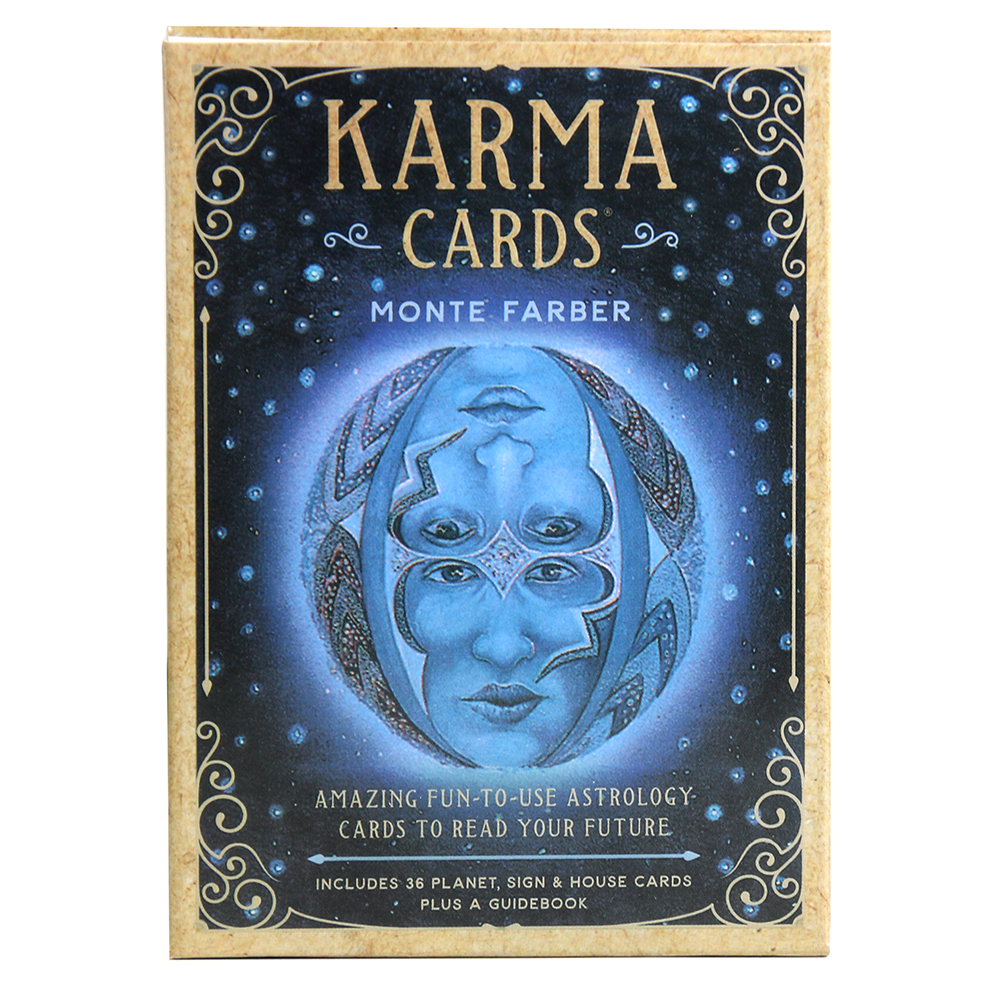 KARMA
CARDS®
MONTE FARBER
AMAZING FUN-TO-USE ASTROLOGY
CARDS TO READ YOUR FUTURE
INCLUDES 36 PLANET, SIGN & HOUSE CARDS
PLUS A GUIDEBOOK